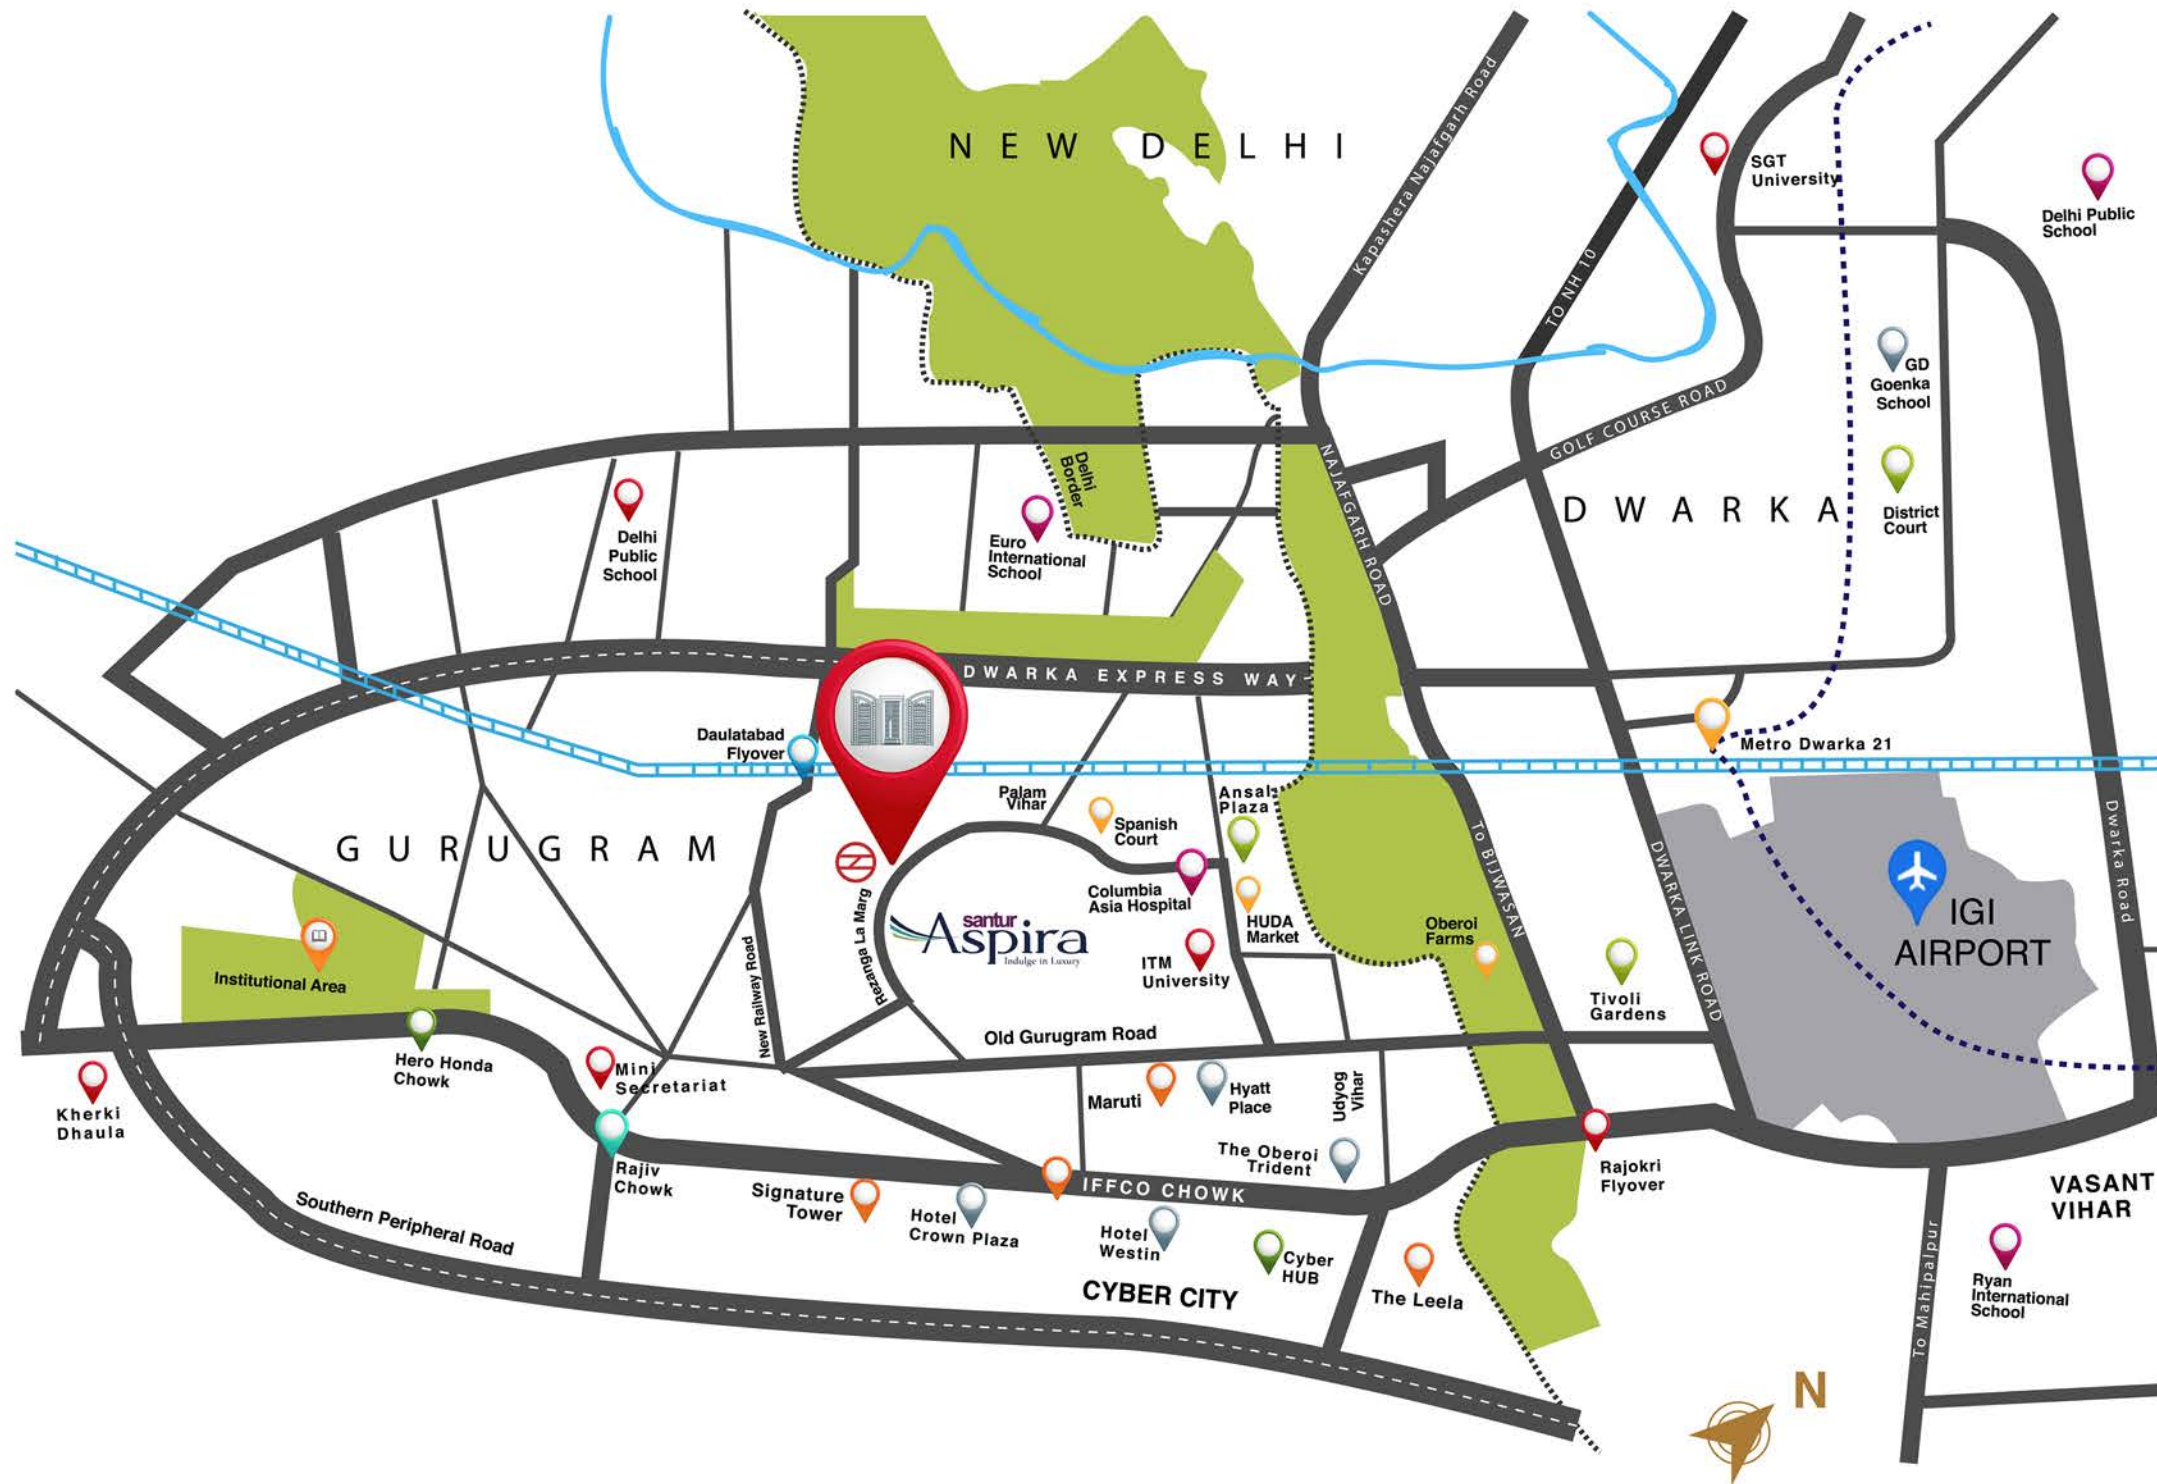 NEW DELHI
Kapashera Najafgarh Road
TO NH 10
SGT
University
Delhi Public
School
GD
Goenka
School
GOLF COURSE ROAD
District
Court
DWARKA
NAJAFGARH ROAD
Delhi
Border
Delhi
Public
School
Euro
International
School
DWARKA EXPRESS WAY
Daulatabad
Flyover
Metro Dwarka 21
Palam
Vihar
Spanish
Court
Ansal
Plaza
Dwarka Road
To BIJWASAN
DWARKA LINK ROAD
GURUGRAM
Columbia
Asia Hospital
HUDA
Market
Rezanga La Marg
santur
Aspira
Indulge in Luxury
ITM
University
Oberoi
Farms
Tivoli
Gardens
IGI
AIRPORT
Institutional Area
New Railway Road
Old Gurugram Road
Hero Honda
Chowk
Mini
Secretariat
Kherki
Dhaula
Maruti
Hyatt
Place
Udyog
Vihar
The Oberoi
Trident
Rajiv
Chowk
Signature
Tower
IFFCO CHOWK
Rajokri
Flyover
VASANT
VIHAR
Southern Peripheral Road
Hotel
Crown Plaza
Hotel
Westin
Cyber
HUB
CYBER CITY
The Leela
To Mahipalpur
Ryan
International
School
N